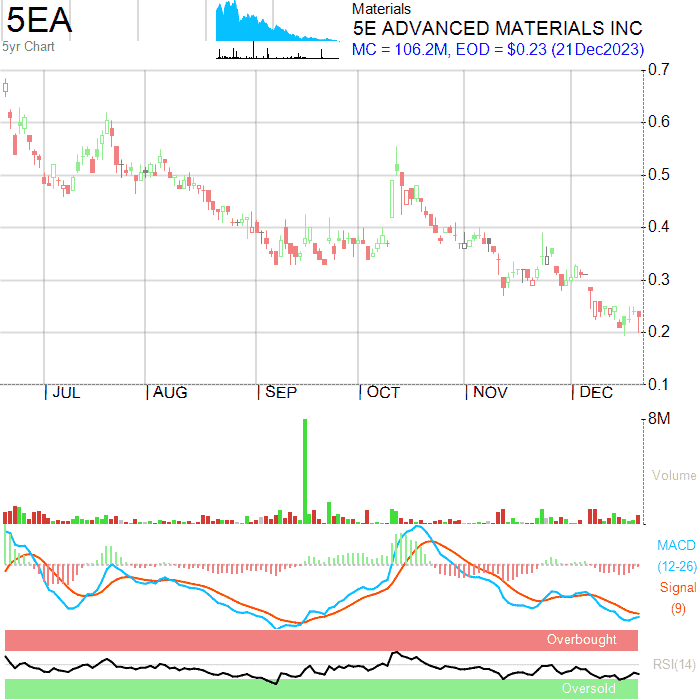 5EA
5yr Chart
Materials
5E ADVANCED MATERIALS INC
MC = 106.2M, EOD = $0.23 (21Dec2023)
0.7
0.6
0.5
0.4
0.3
0.2
0.1
JUL AUG SEP OCT NOV DEC
8M
Volume
MACD
(12-26)
Signal
(9)
Overbought
RSI(14)
Oversold